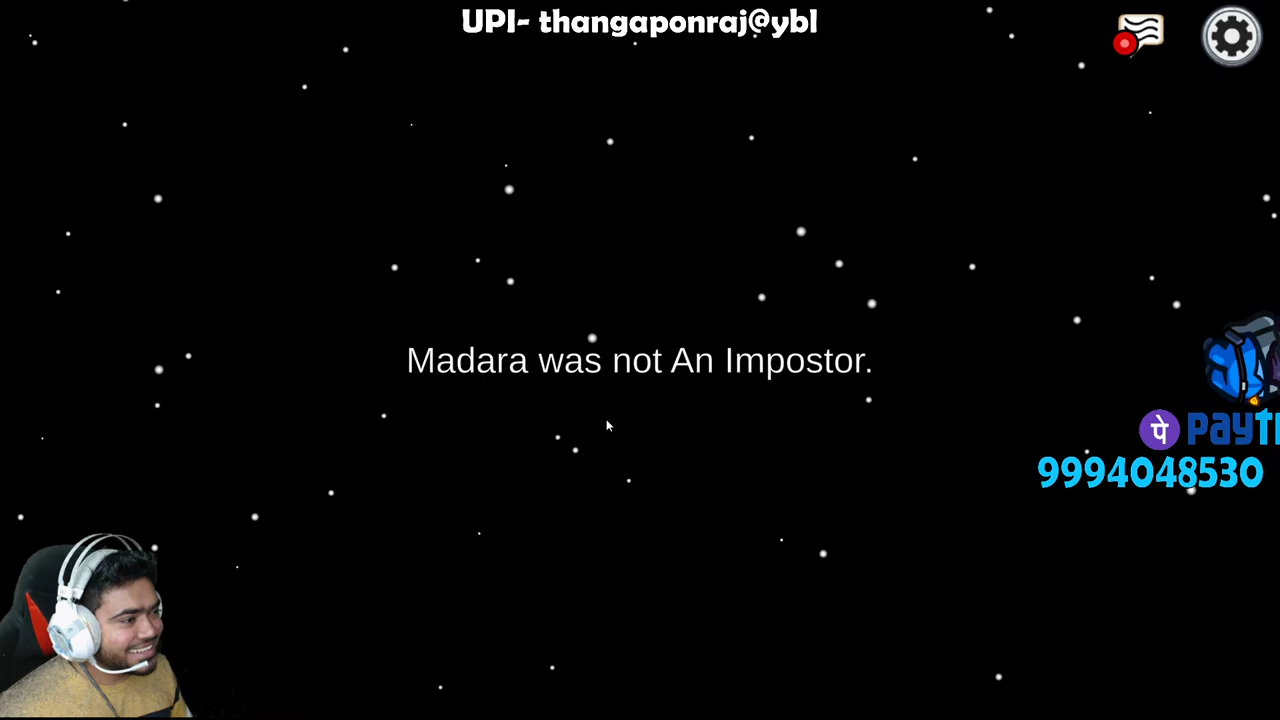 UPI- thangaponraj@ybl
Madara was not An Impostor.
पे
9994048530